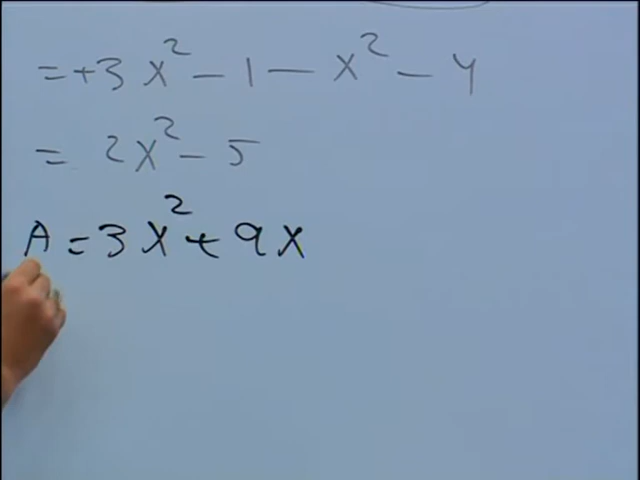 = +3x² - 1 - x² - 4
= 2x² - 5
A = 3x² + 9x